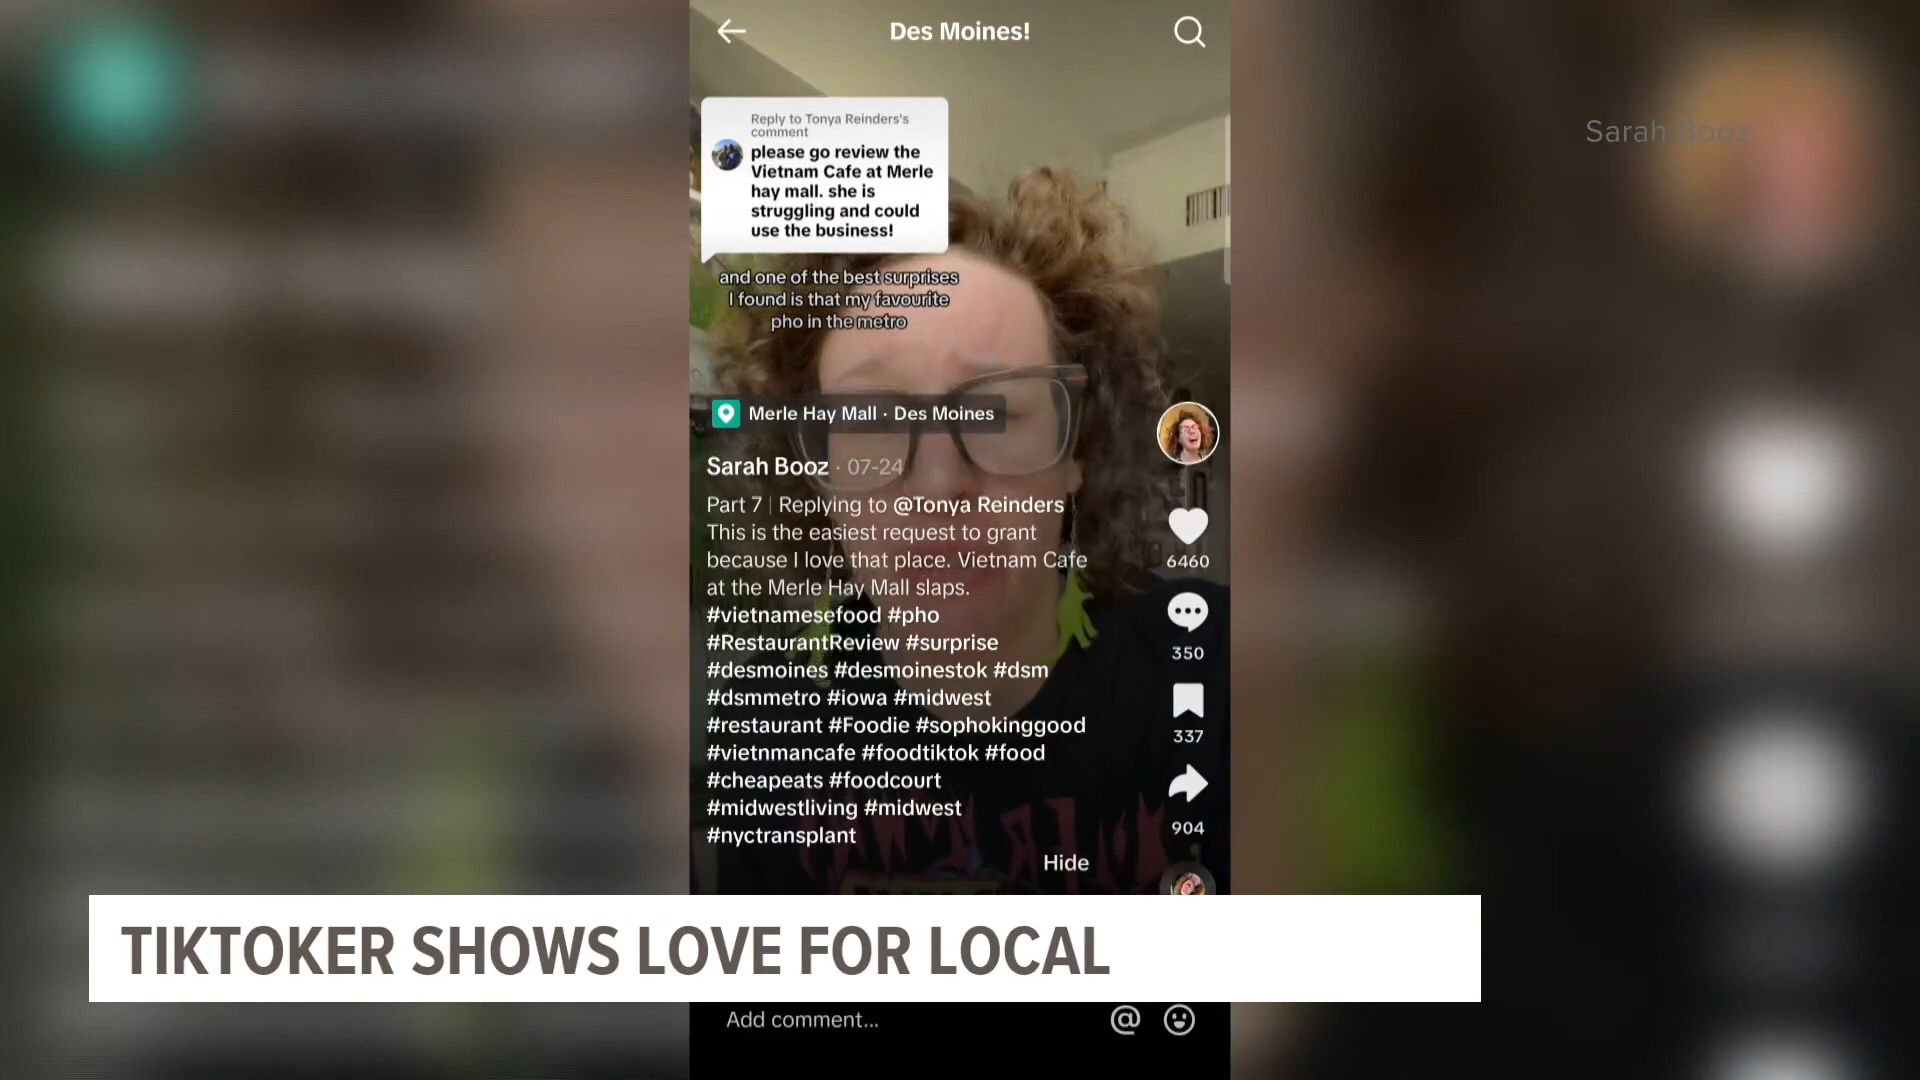 Des Moines!
Sarah Booz
Reply to Tonya Reinders's
comment
please go review the
Vietnam Cafe at Merle
hay mall. she is
struggling and could
use the business!
and one of the best surprises
I found is that my favourite
pho in the metro
Merle Hay Mall · Des Moines
Sarah Booz · 07-24
Part 7 | Replying to @Tonya Reinders
This is the easiest request to grant
because I love that place. Vietnam Cafe
at the Merle Hay Mall slaps.
#vietnamesefood #pho
#RestaurantReview #surprise
#desmoines #desmoinestok #dsm
#dsmmetro #iowa #midwest
#restaurant #Foodie #sophokinggood
#vietnmancafe #foodtiktok #food
#cheapeats #foodcourt
#midwestliving #midwest
#nyctransplant
Hide
6460
350
337
904
TIKTOKER SHOWS LOVE FOR LOCAL
Add comment...
@